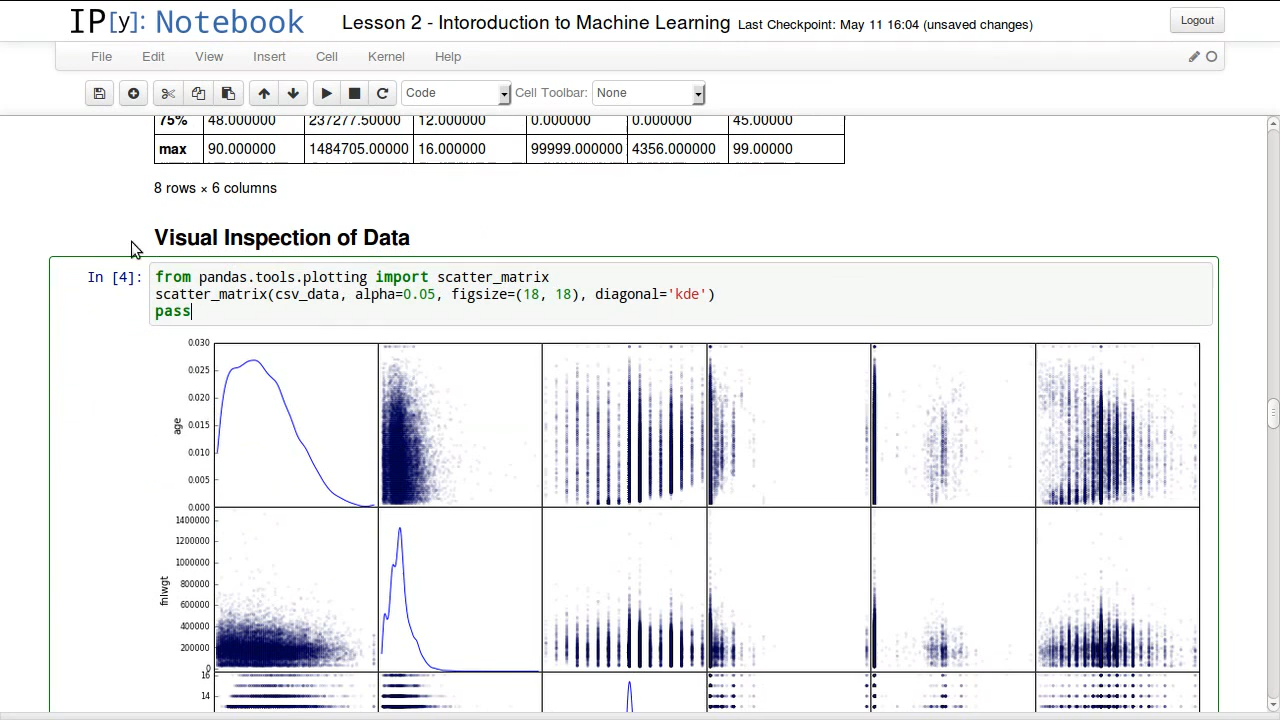 IP[y]: Notebook Lesson 2 - Intoroduction to Machine Learning Last Checkpoint: May 11 16:04 (unsaved changes) Logout
File Edit View Insert Cell Kernel Help
Code Cell Toolbar: None
75% 48.000000 237277.50000 12.000000 0.000000 0.000000 45.00000
max 90.000000 1484705.00000 16.000000 99999.000000 4356.000000 99.00000
8 rows × 6 columns
Visual Inspection of Data
In [4]: from pandas.tools.plotting import scatter_matrix
scatter_matrix(csv_data, alpha=0.05, figsize=(18, 18), diagonal='kde')
pass
0.030
0.025
0.020
age
0.015
0.010
0.005
0.000
1400000
1200000
1000000
fnlwgt
800000
600000
400000
200000
0
16
14